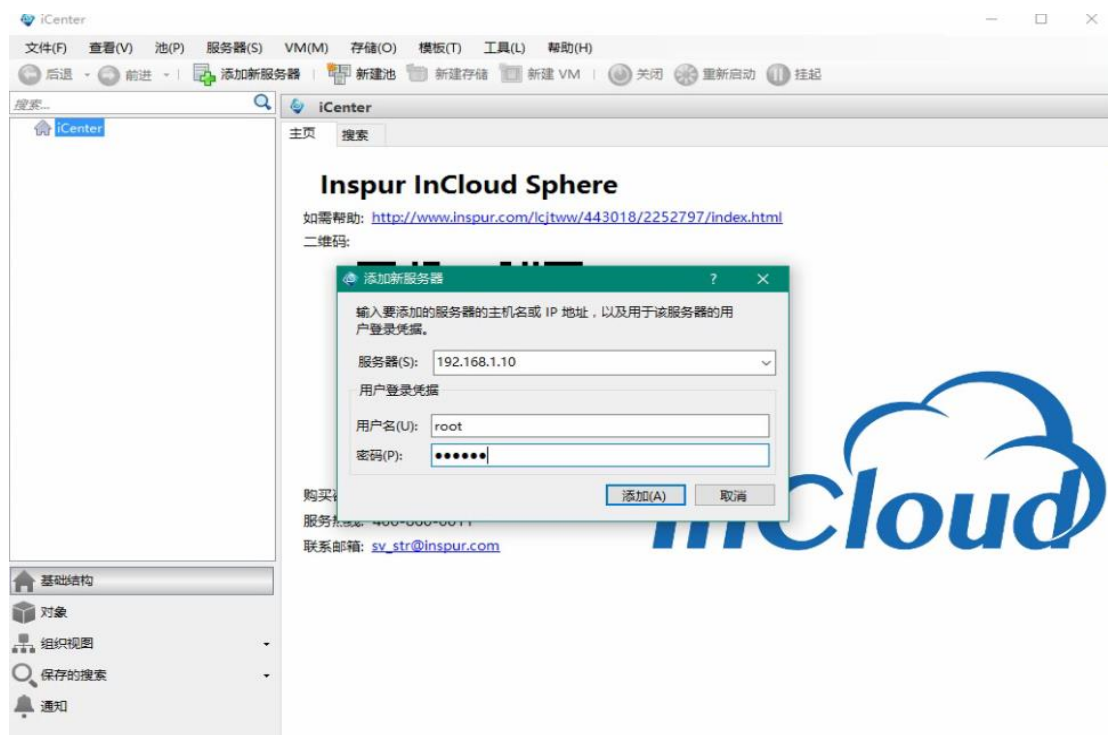 iCenter
文件(F) 查看(V) 池(P) 服务器(S) VM(M) 存储(O) 模板(T) 工具(L) 帮助(H)
后退 前进 添加新服务器 新建池 新建存储 新建 VM 关闭 重新启动 挂起
搜索...
iCenter
iCenter
主页 搜索
Inspur InCloud Sphere
如需帮助: http://www.inspur.com/lcjtww/443018/2252797/index.html
二维码:
添加新服务器 ? ×
输入要添加的服务器的主机名或 IP 地址，以及用于该服务器的用
户登录凭据。
服务器(S): 192.168.1.10
用户登录凭据
用户名(U): root
密码(P): ●●●●●●
添加(A) 取消
购买
服务
联系邮箱: sv_str@inspur.com
InCloud
基础结构
对象
组织视图
保存的搜索
通知